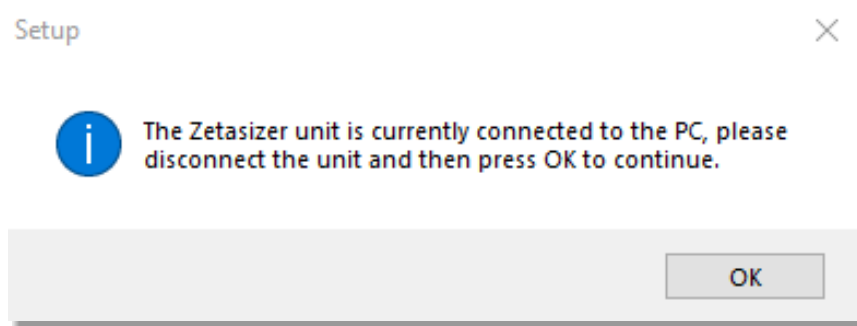 Setup
The Zetasizer unit is currently connected to the PC, please
disconnect the unit and then press OK to continue.
OK